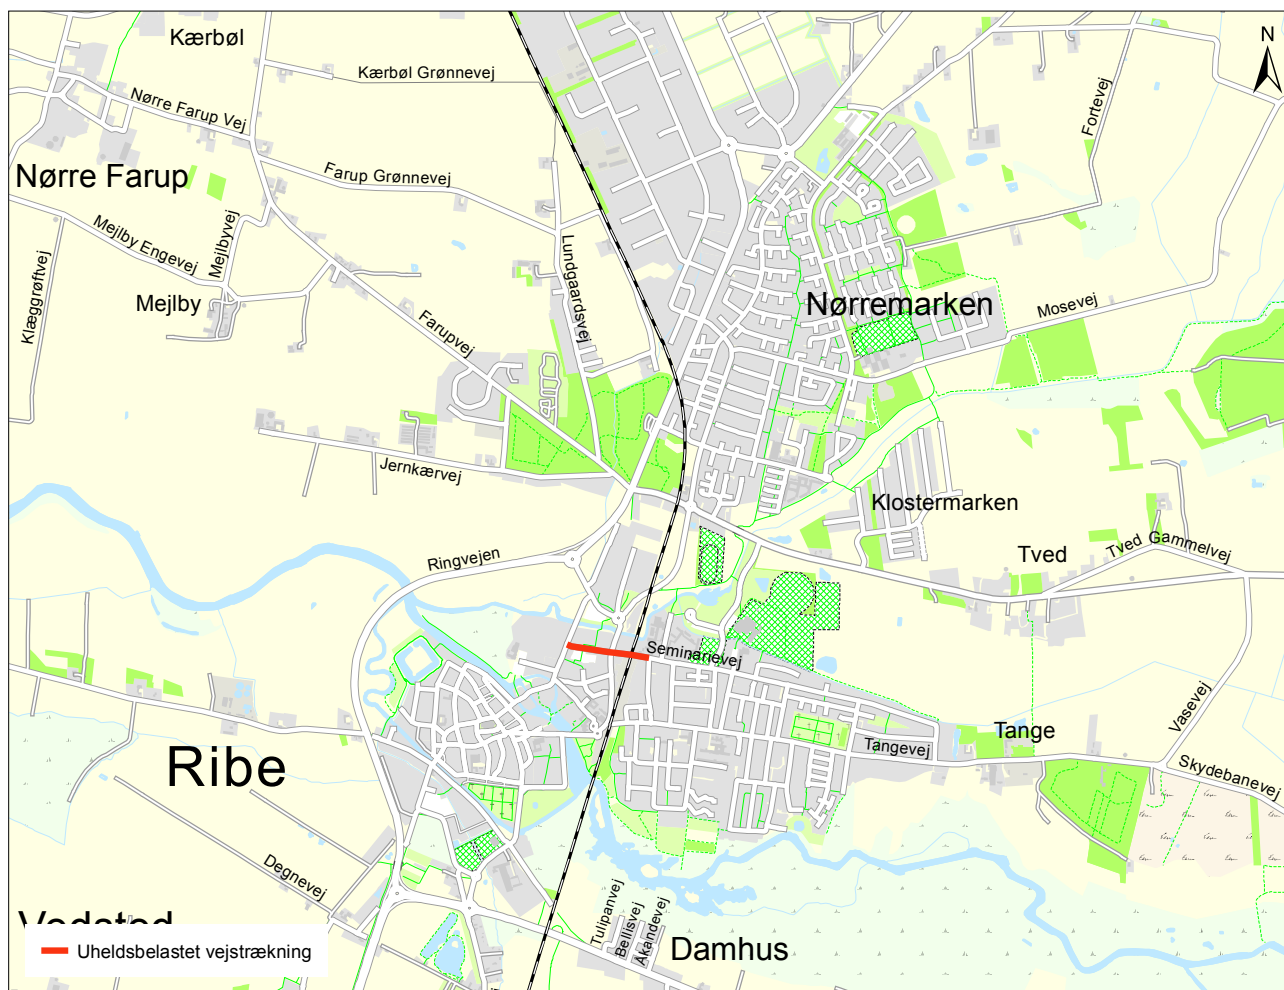 Kærbøl
N
Kærbøl Grønnevej
Nørre Farup Vej
Fortevej
Nørre Farup
Farup Grønnevej
Mejlbyvej
Mejlby Engevej
Klæggrøftvej
Lundgaardsvej
Mejlby
Nørremarken
Mosevej
Farupvej
Jernkærvej
Klostermarken
Tved
Tved Gammelvej
Ringvejen
Seminarievej
Vasevej
Tange
Tangevej
Ribe
Skydebanevej
Degnevej
Tulipanvej
Bellisvej
Åkandevej
Damhus
Uheldsbelastet vejstrækning